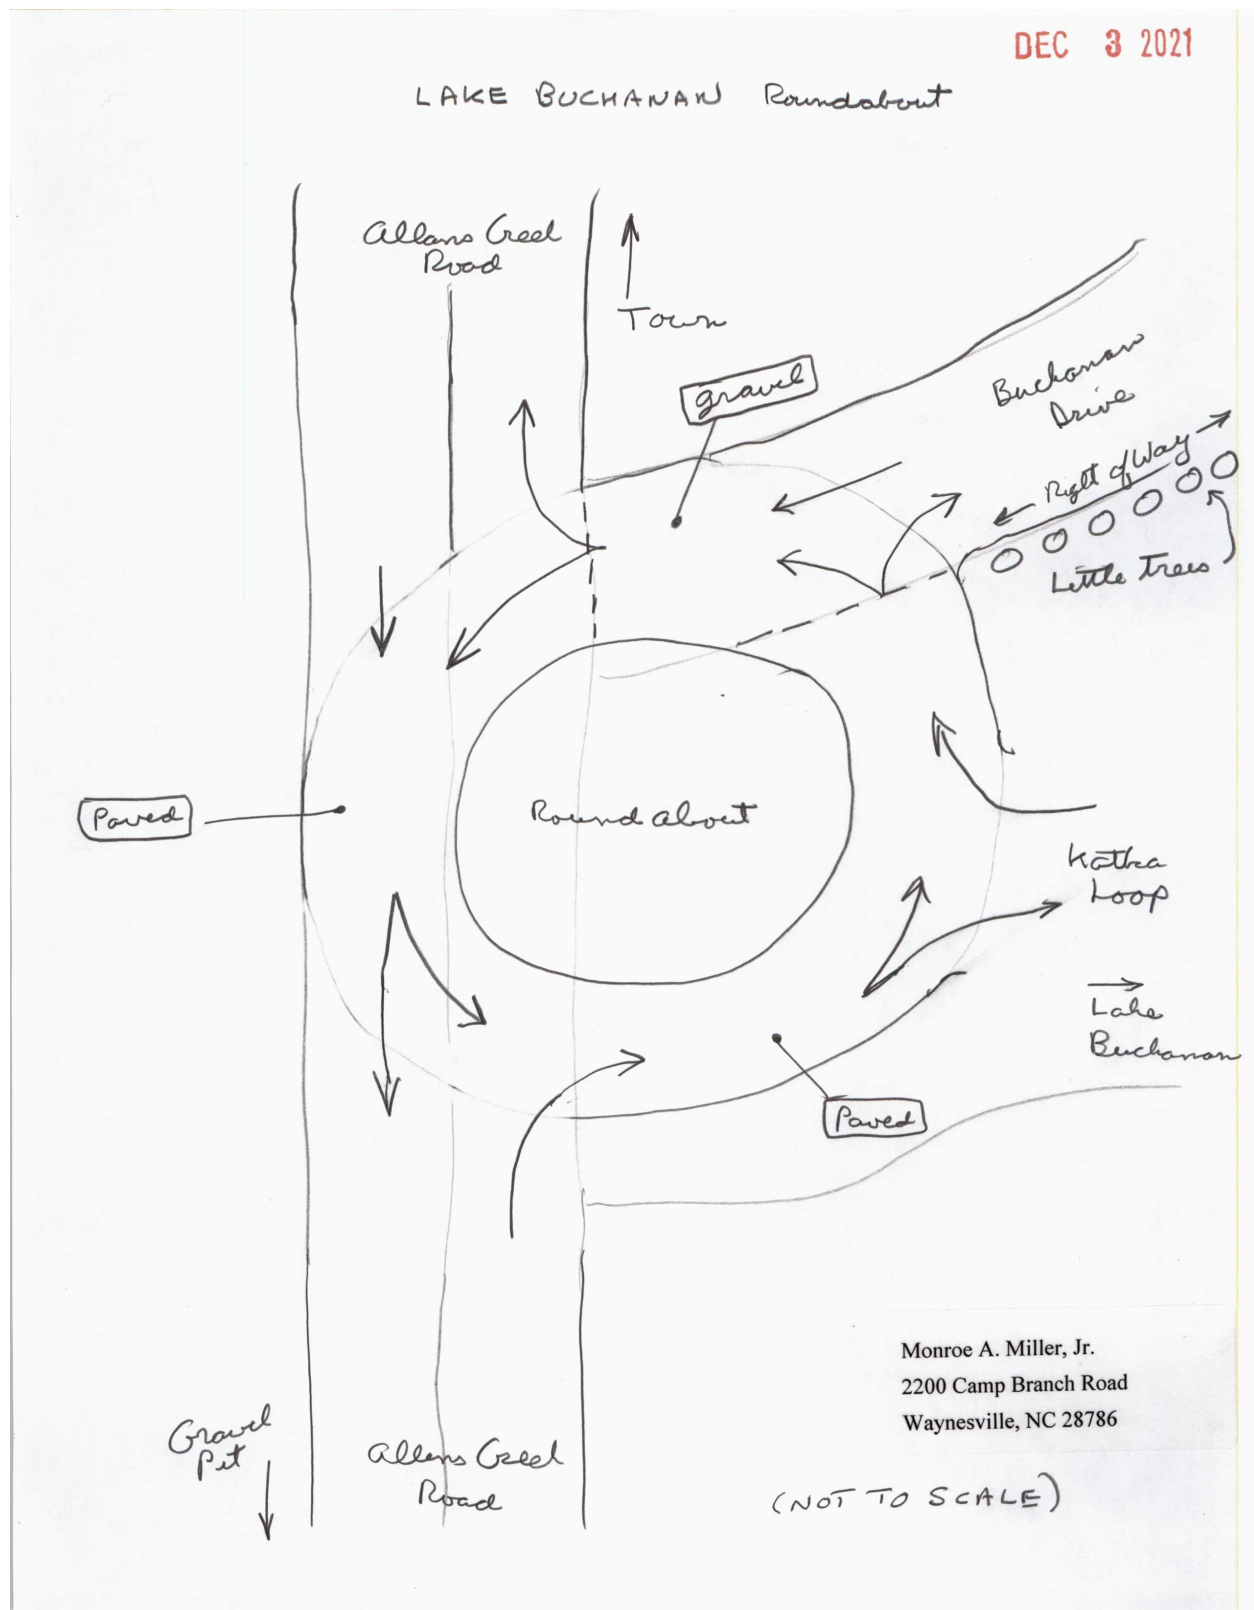 DEC 3 2021
LAKE BUCHANAN Roundabout
Allans Creek
Road
Town
gravel
Buchanan
Drive
Right of Way
Little Trees
Paved
Roundabout
Loop
Lake
Buchanan
Paved
Monroe A. Miller, Jr.
2200 Camp Branch Road
Waynesville, NC 28786
Gravel
Pit
Allens Creek
Road
(NOT TO SCALE)